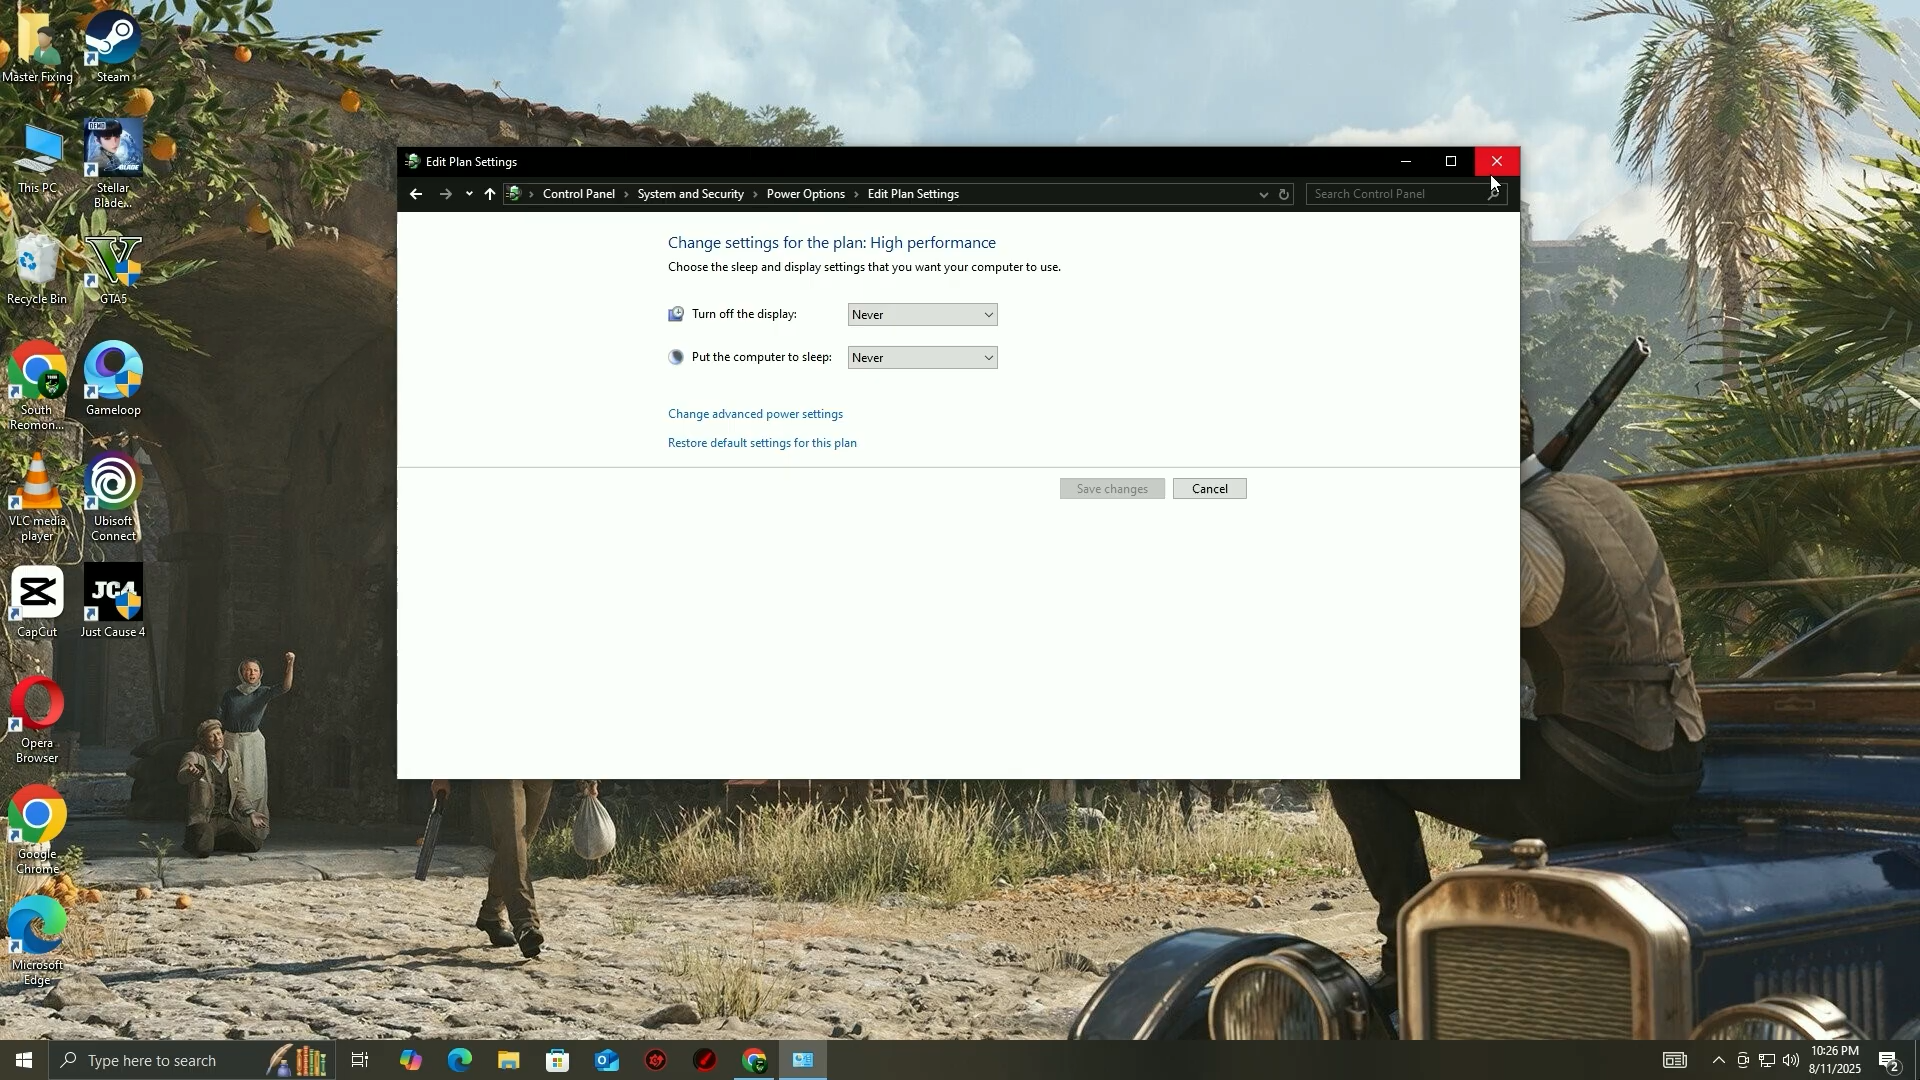 Master Fixing
Steam
This PC
DEMO
BLADE
Stellar
Blade...
Recycle Bin
GTA5
South
Reomon...
Gameloop
VLC media
player
Ubisoft
Connect
CapCut
JC4
Just Cause 4
Opera
Browser
Google
Chrome
Microsoft
Edge
Edit Plan Settings
Control Panel
System and Security
Power Options
Edit Plan Settings
Search Control Panel
Change settings for the plan: High performance
Choose the sleep and display settings that you want your computer to use.
Turn off the display:
Never
Put the computer to sleep:
Never
Change advanced power settings
Restore default settings for this plan
Save changes
Cancel
Type here to search
10:26 PM
8/11/2025
2